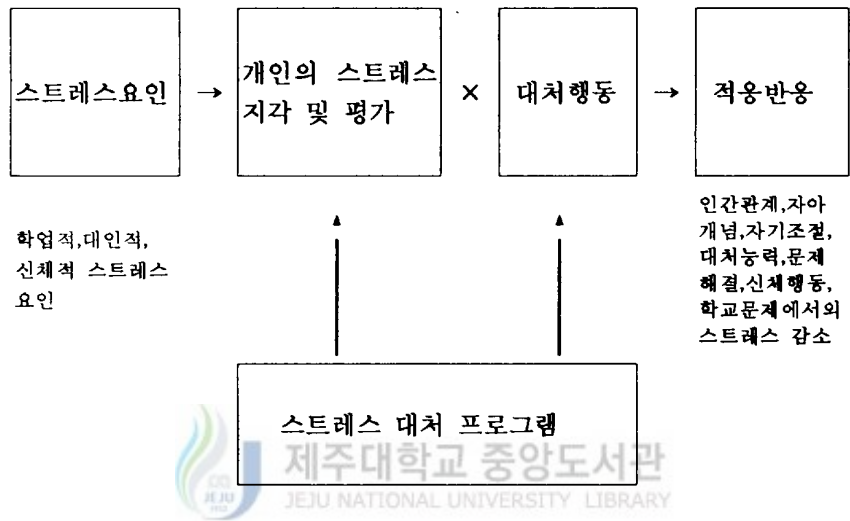 스트레스요인 → 개인의 스트레스 × 대처행동 → 적응반응
지각 및 평가
학업적,대인적,
신체적 스트레스
요인
인간관계,자아
개념,자기조절,
대처능력,문제
해결,신체행동,
학교문제에서의
스트레스 감소
스트레스 대처 프로그램
제주대학교 중앙도서관
JEJU NATIONAL UNIVERSITY LIBRARY
JEJU
1952